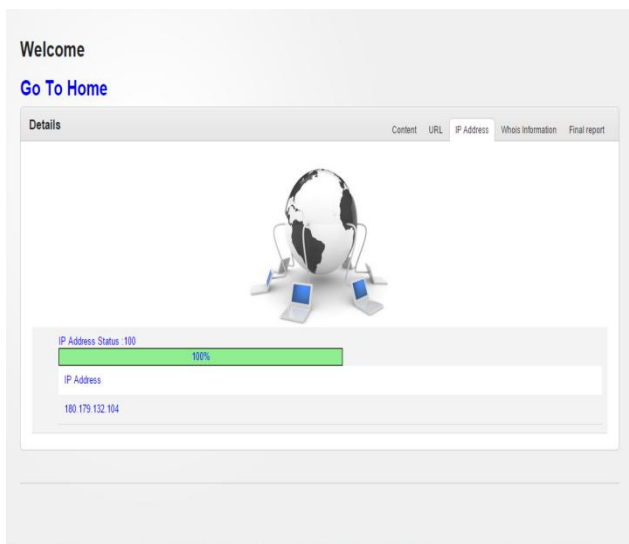 Welcome
Go To Home
Details
Content URL IP Address Whois Information Final report
IP Address Status :100
100%
IP Address
180.179.132.104